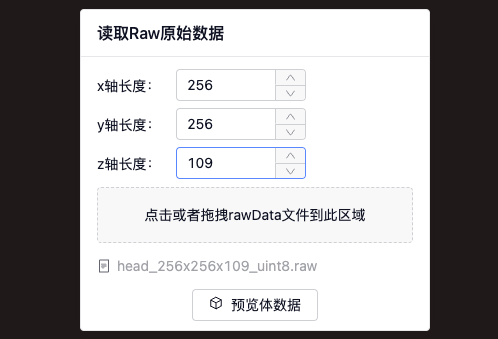 读取Raw原始数据
x轴长度： 256
y轴长度： 256
z轴长度： 109
点击或者拖拽rawData文件到此区域
head_256x256x109_uint8.raw
预览体数据